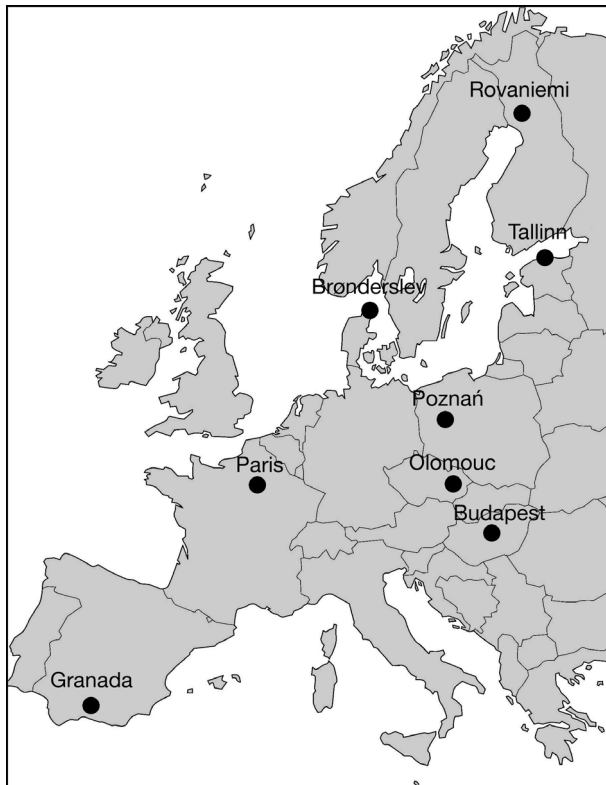 Rovaniemi
Tallinn
Brønderslev
Poznań
Paris
Olomouc
Budapest
Granada